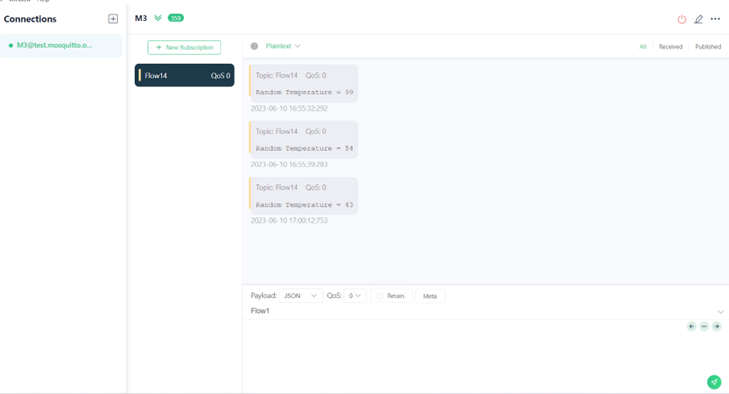 Window Help
Connections
M3@test.mosquitto.o...
M3 359
+ New Subscription
Flow14 QoS 0
Plaintext
All Received Published
Topic: Flow14 QoS: 0
Random Temperature = 99
2023-06-10 16:55:32:292
Topic: Flow14 QoS: 0
Random Temperature = 54
2023-06-10 16:55:39:283
Topic: Flow14 QoS: 0
Random Temperature = 43
2023-06-10 17:00:12:753
Payload: JSON QoS: 0 Retain Meta
Flow1